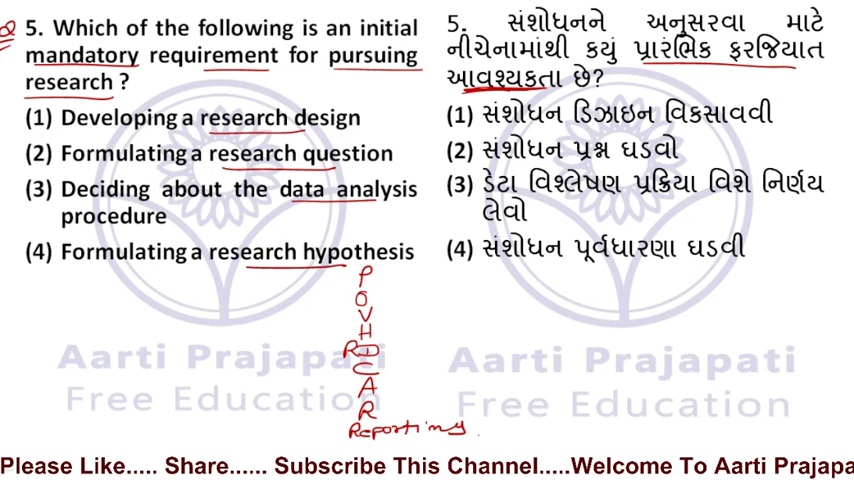 5. Which of the following is an initial
mandatory requirement for pursuing
research ?
(1) Developing a research design
(2) Formulating a research question
(3) Deciding about the data analysis
procedure
(4) Formulating a research hypothesis
5. સંશોધનને અનુસરવા માટે
નીચેનામાંથી કયું પ્રારંભિક ફરજિયાત
આવશ્યકતા છે?
(1) સંશોધન ડિઝાઇન વિકસાવવી
(2) સંશોધન પ્રશ્ન ઘડવો
(3) ડેટા વિશ્લેષણ પ્રક્રિયા વિશે નિર્ણય
લેવો
(4) સંશોધન પૂર્વધારણા ઘડવી
P
O
V
H
R D
C
A
R
Reporting
Aarti Prajapati
Free Education
Aarti Prajapati
Free Education
Please Like..... Share...... Subscribe This Channel.....Welcome To Aarti Prajapa